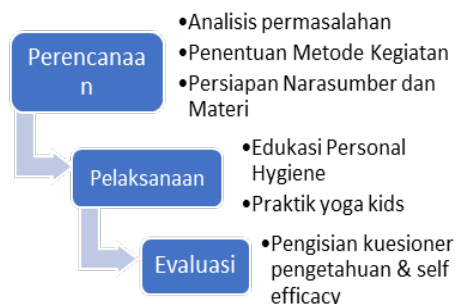 Perencanaa
n
•Analisis permasalahan
•Penentuan Metode Kegiatan
•Persiapan Narasumber dan
Materi
Pelaksanaan
•Edukasi Personal
Hygiene
•Praktik yoga kids
Evaluasi
•Pengisian kuesioner
pengetahuan & self
efficacy